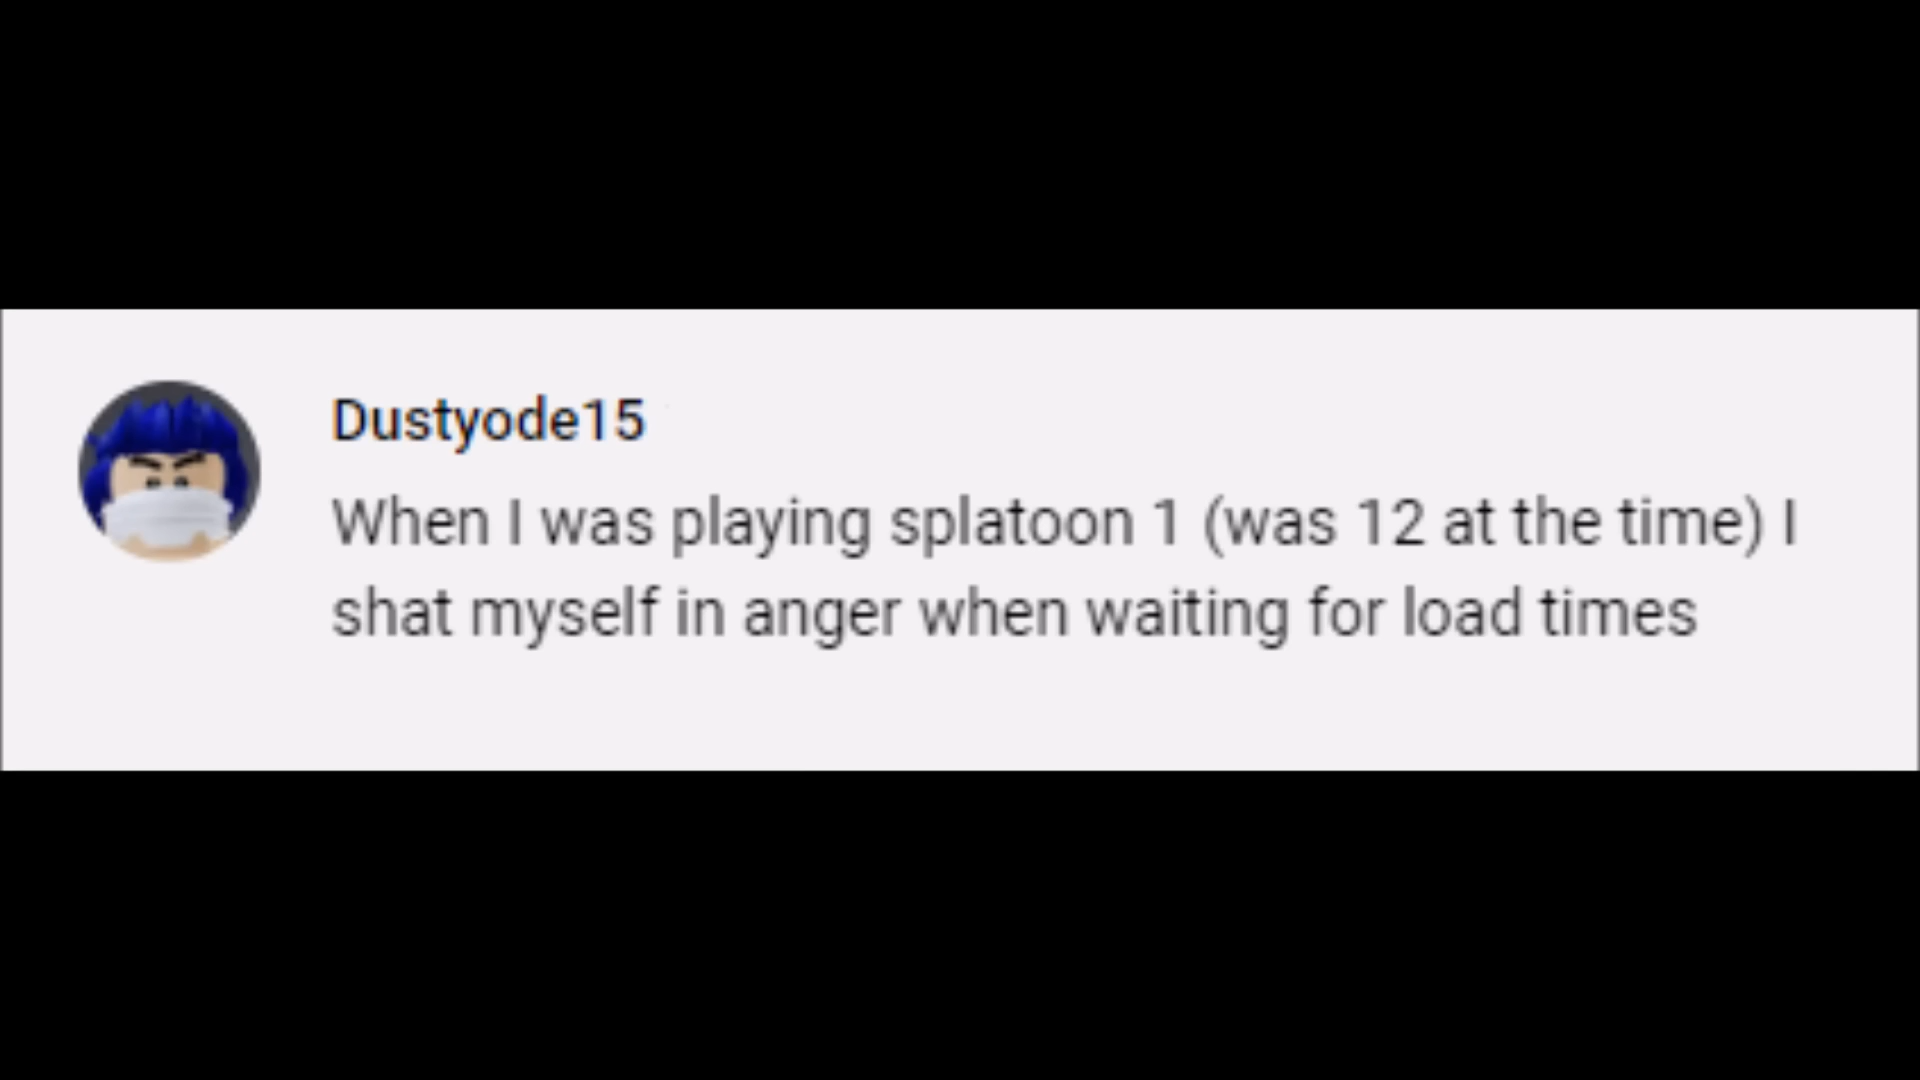 Dustyode15
When I was playing splatoon 1 (was 12 at the time) I
shat myself in anger when waiting for load times